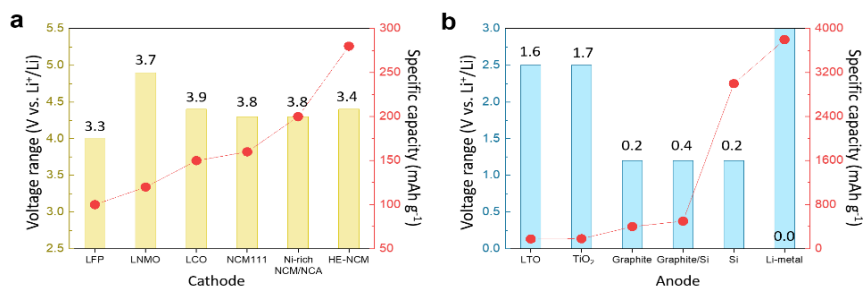 a
5.5
5.0
4.5
4.0
3.5
3.0
2.5
Voltage range (V vs. Li⁺/Li)
3.3
3.7
3.9
3.8
3.8
3.4
300
250
200
150
100
50
Specific capacity (mAh g⁻¹)
LFP
LNMO
LCO
NCM111
Ni-rich
NCM/NCA
HE-NCM
Cathode
b
3.0
2.5
2.0
1.5
1.0
0.5
0.0
Voltage range (V vs. Li⁺/Li)
1.6
1.7
0.2
0.4
0.2
0.0
4000
3200
2400
1600
800
0
Specific capacity (mAh g⁻¹)
LTO
TiO₂
Graphite
Graphite/Si
Si
Li-metal
Anode